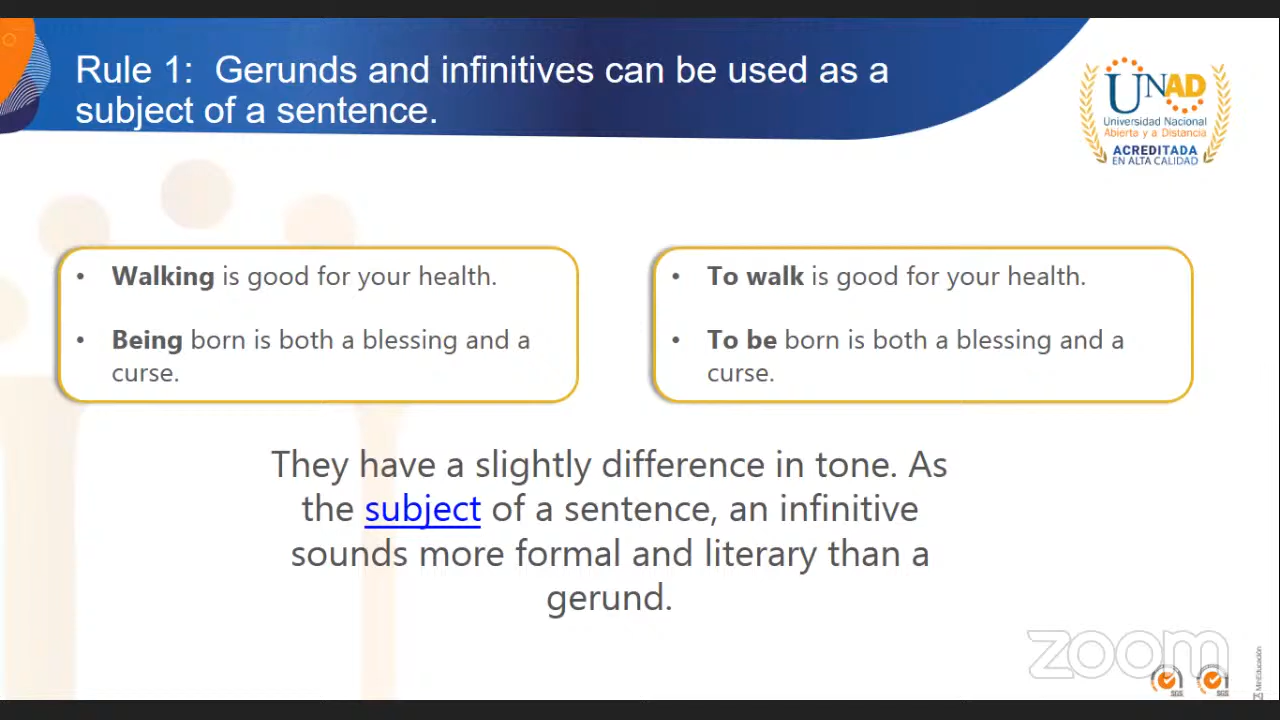 Rule 1:  Gerunds and infinitives can be used as a
subject of a sentence.
UNAD
Universidad Nacional
Abierta y a Distancia
ACREDITADA
EN ALTA CALIDAD
• Walking is good for your health.
• Being born is both a blessing and a
curse.
• To walk is good for your health.
• To be born is both a blessing and a
curse.
They have a slightly difference in tone. As
the subject of a sentence, an infinitive
sounds more formal and literary than a
gerund.
zoom
SGS
SGS
MinEducación